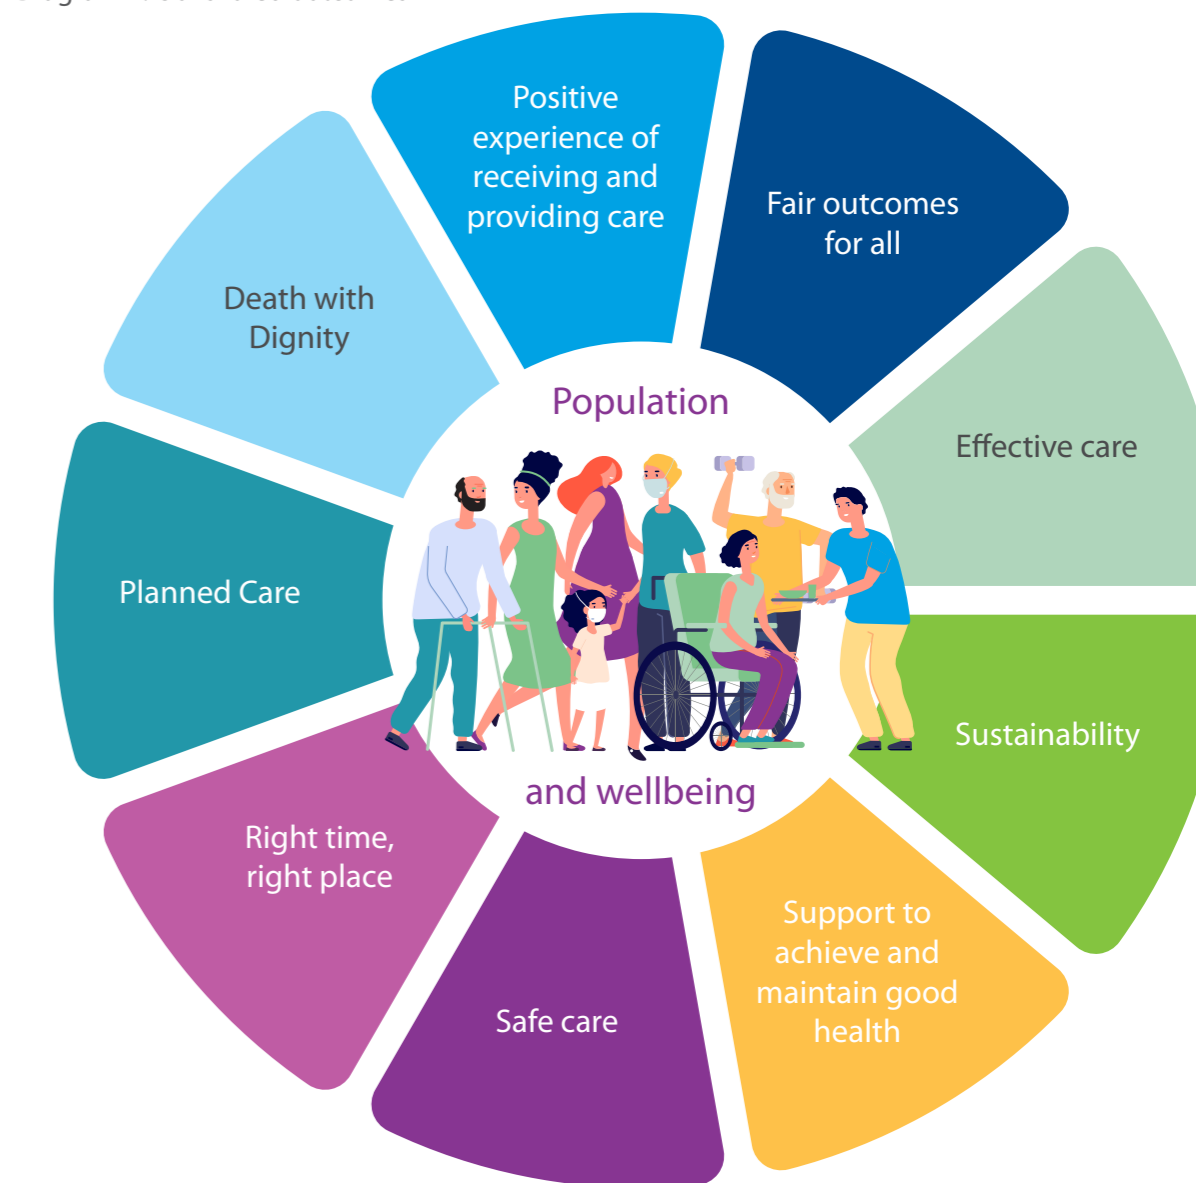 Positive
experience of
receiving and
providing care
Fair outcomes
for all
Effective care
Sustainability
Support to
achieve and
maintain good
health
Safe care
Right time,
right place
Planned Care
Death with
Dignity
Population
and wellbeing